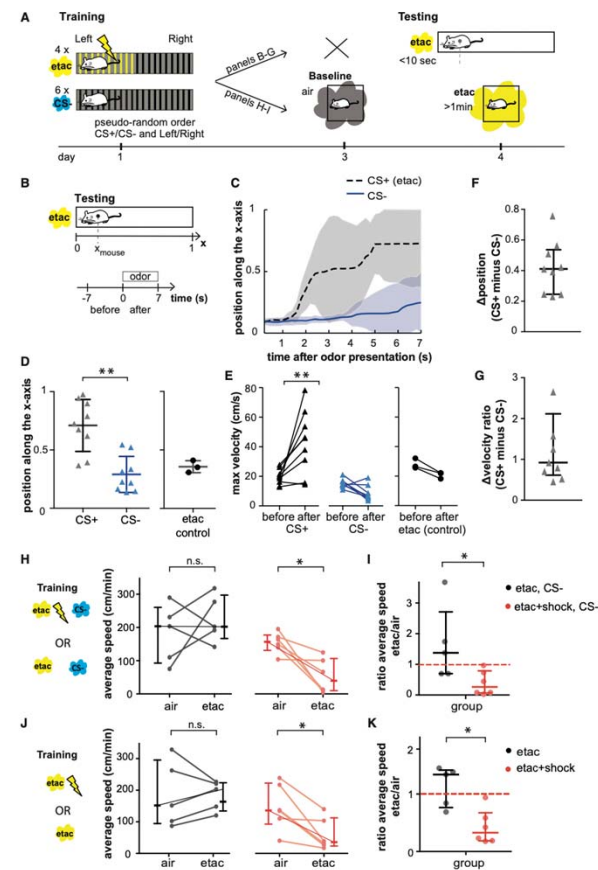 A
Training
Testing
Left
Right
4 x
etac
etac
<10 sec
6 x
CS-
panels B-G
panels H-I
Baseline
air
etac
>1min
pseudo-random order
CS+/CS- and Left/Right
day
1
3
4
B
Testing
etac
0
xmouse
1
x
odor
-7
0
7
time (s)
before
after
C
CS+ (etac)
CS-
position along the x-axis
1
0.5
0
0
1
2
3
4
5
6
7
time after odor presentation (s)
F
Δposition
(CS+ minus CS-)
0.8
0.6
0.4
0.2
0
D
**
position along the x-axis
1
0.5
0
CS+
CS-
etac
control
E
**
max velocity (cm/s)
80
60
40
20
0
before after
CS+
before after
CS-
before after
etac (control)
G
Δvelocity ratio
(CS+ minus CS-)
3
2
1
0
H
Training
etac
CS-
OR
etac
CS-
average speed (cm/min)
300
200
100
0
n.s.
*
air
etac
air
etac
I
ratio average speed
etac/air
3
2
1
0
*
group
etac, CS-
etac+shock, CS-
J
Training
etac
OR
etac
average speed (cm/min)
300
200
100
0
n.s.
*
air
etac
air
etac
K
ratio average speed
etac/air
2
1
0
*
group
etac
etac+shock